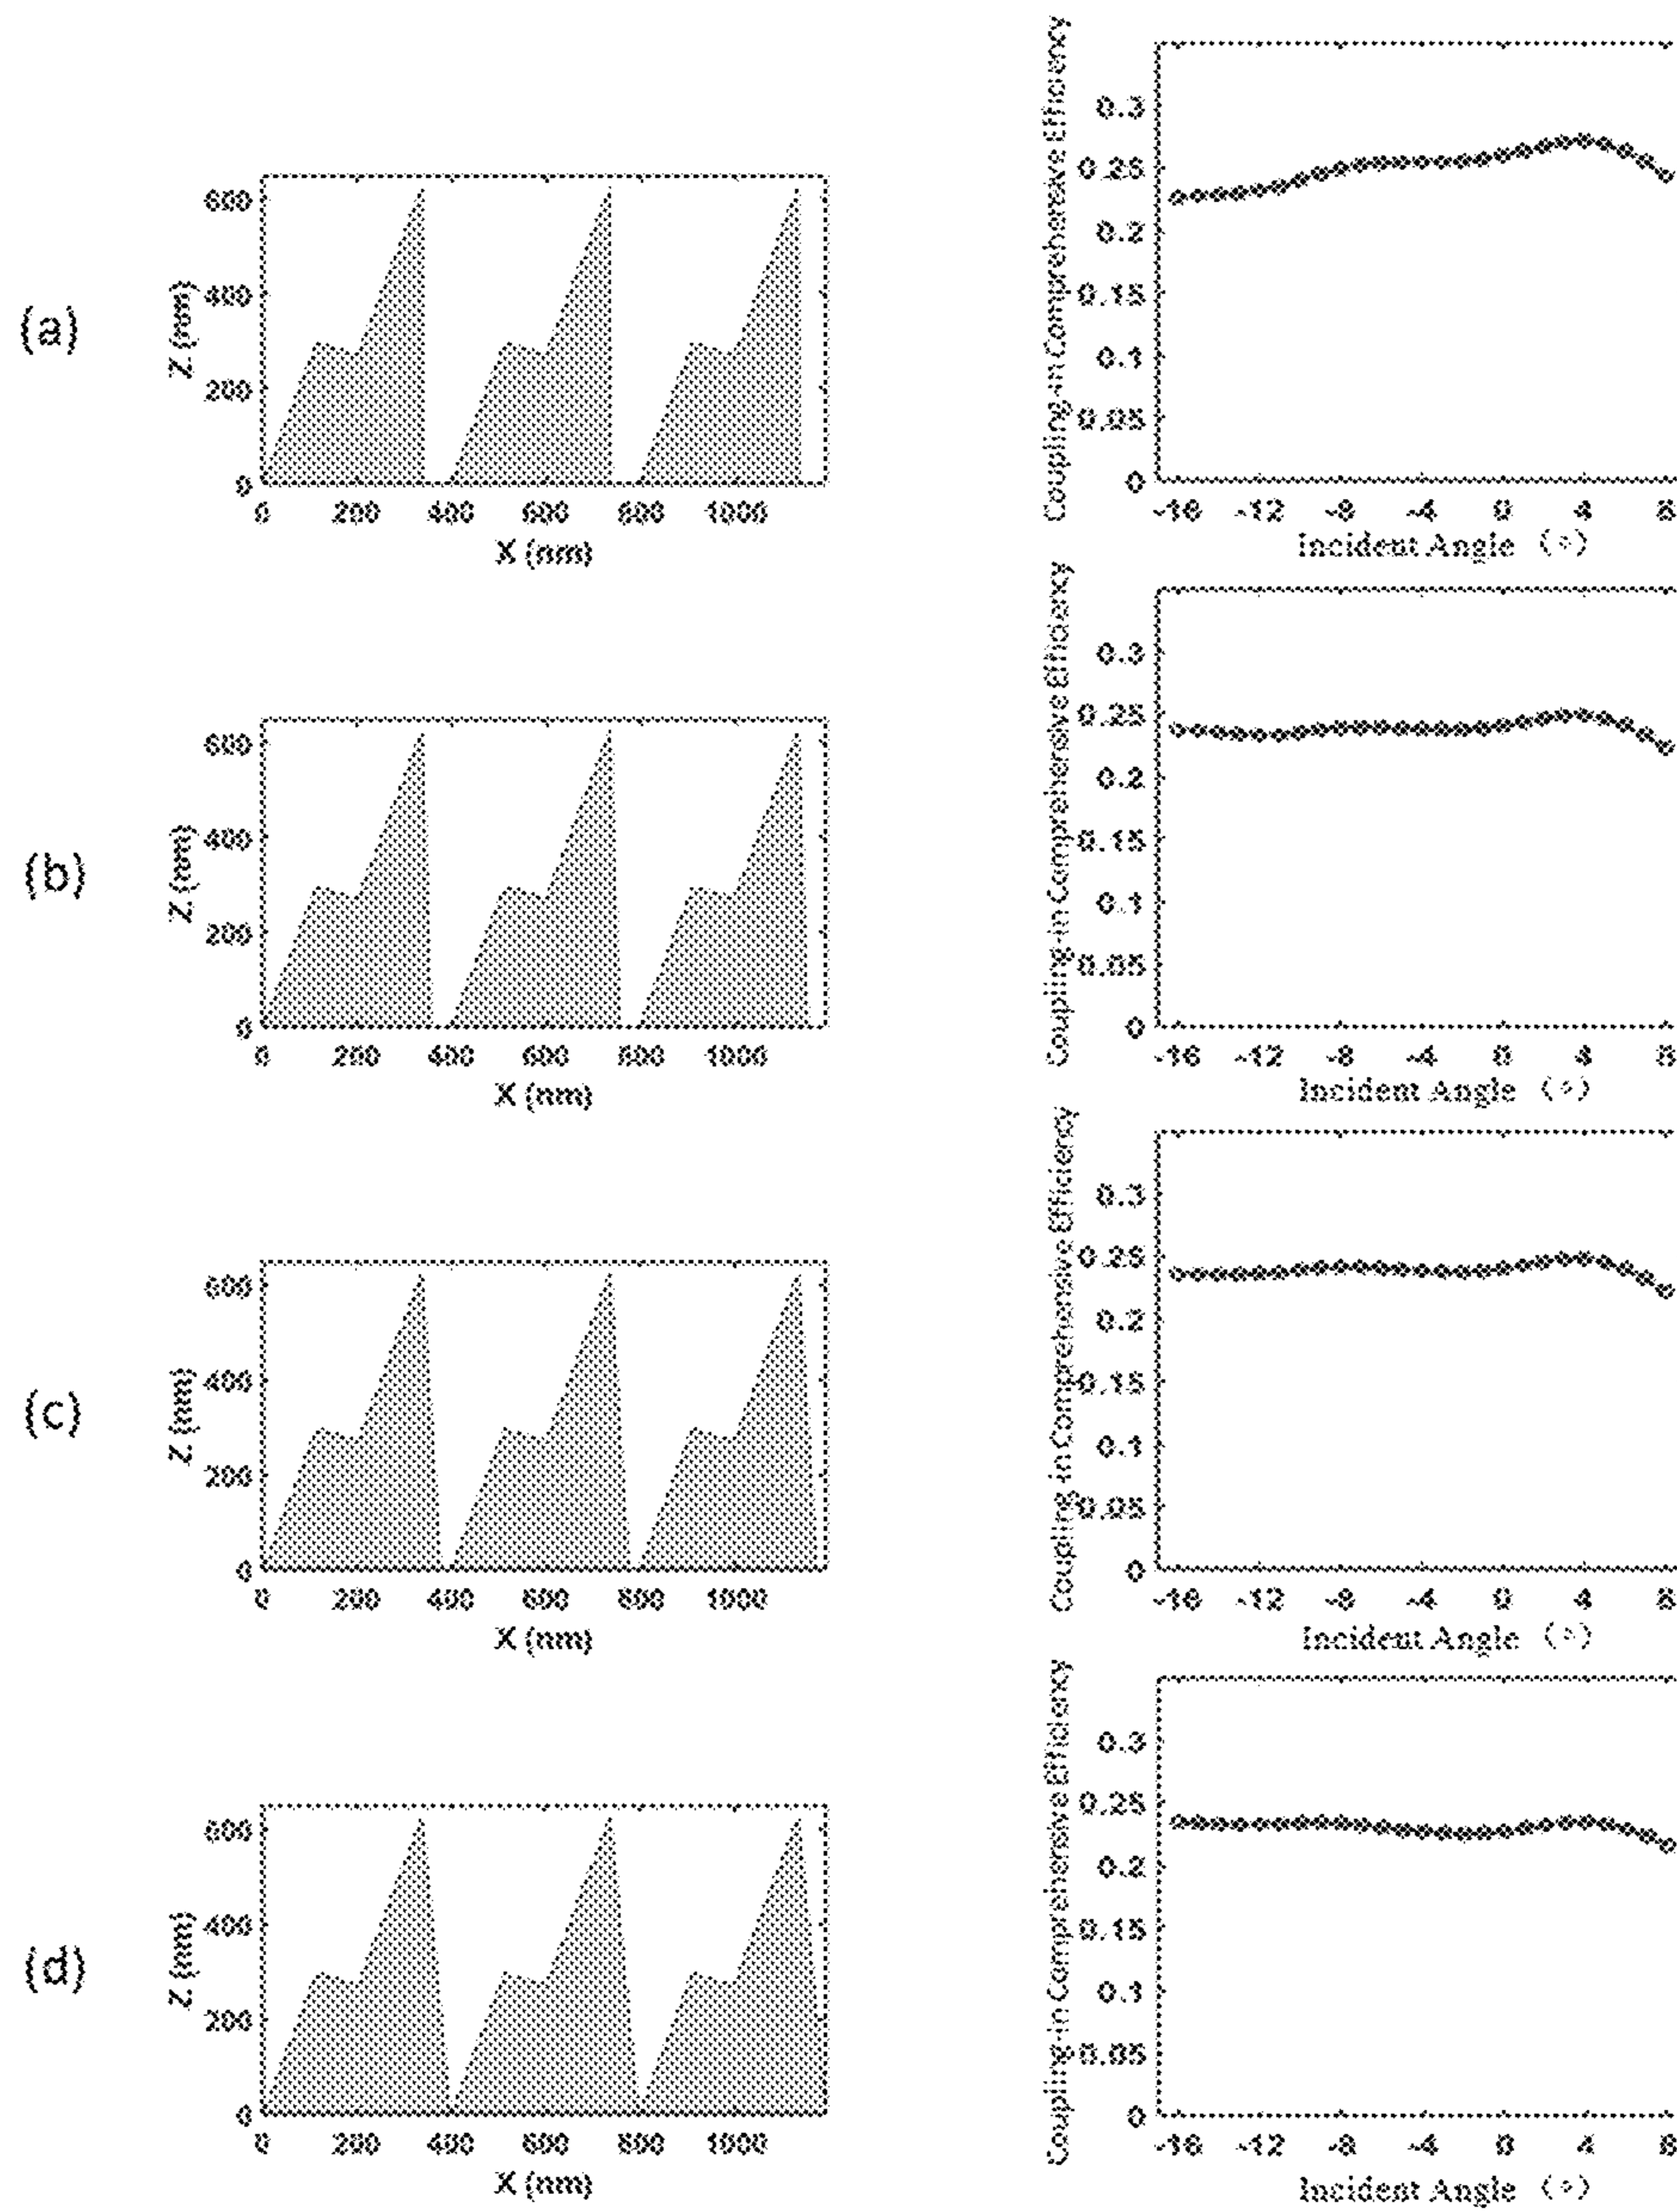 (a)
Z (nm)
600
400
200
0
0 200 400 600 800 1000
X (nm)
Coupling-in Comprehensive Efficiency
0.3
0.25
0.2
0.15
0.1
0.05
0
-16 -12 -8 -4 0 4 8
Incident Angle (°)
(b)
Z (nm)
600
400
200
0
0 200 400 600 800 1000
X (nm)
Coupling-in Comprehensive Efficiency
0.3
0.25
0.2
0.15
0.1
0.05
0
-16 -12 -8 -4 0 4 8
Incident Angle (°)
(c)
Z (nm)
600
400
200
0
0 200 400 600 800 1000
X (nm)
Coupling-in Comprehensive Efficiency
0.3
0.25
0.2
0.15
0.1
0.05
0
-16 -12 -8 -4 0 4 8
Incident Angle (°)
(d)
Z (nm)
600
400
200
0
0 200 400 600 800 1000
X (nm)
Coupling-in Comprehensive Efficiency
0.3
0.25
0.2
0.15
0.1
0.05
0
-16 -12 -8 -4 0 4 8
Incident Angle (°)